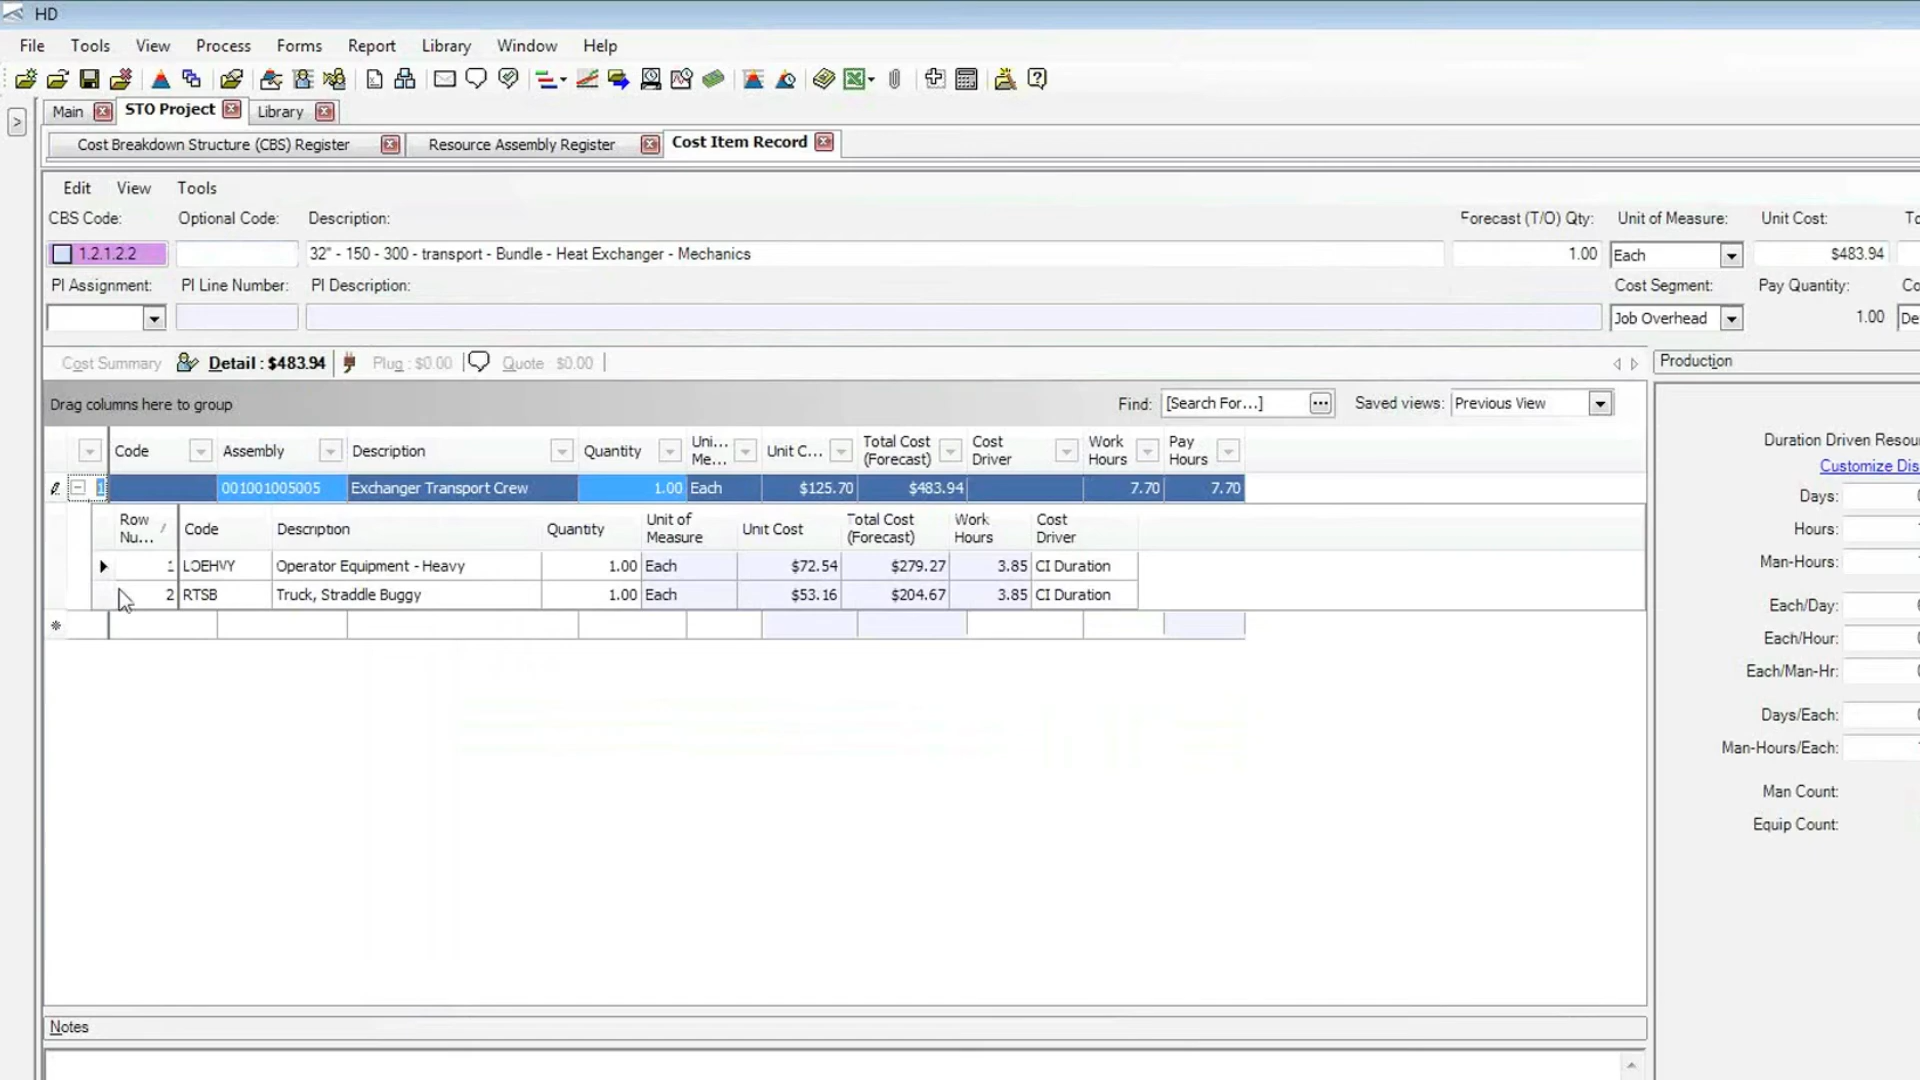 HD
File Tools View Process Forms Report Library Window Help
Main STO Project Library
Cost Breakdown Structure (CBS) Register Resource Assembly Register Cost Item Record
Edit View Tools
CBS Code: Optional Code: Description: Forecast (T/O) Qty: Unit of Measure: Unit Cost:
1.2.1.2.2 32" - 150 - 300 - transport - Bundle - Heat Exchanger - Mechanics 1.00 Each $483.94
PI Assignment: PI Line Number: PI Description: Cost Segment: Pay Quantity:
Job Overhead 1.00
Cost Summary Detail : $483.94 Plug : $0.00 Quote $0.00 Production
Drag columns here to group Find: [Search For...] Saved views: Previous View
Code Assembly Description Quantity Uni... Me... Unit C... Total Cost (Forecast) Cost Driver Work Hours Pay Hours
1 001001005005 Exchanger Transport Crew 1.00 Each $125.70 $483.94 7.70 7.70
Row Nu... Code Description Quantity Unit of Measure Unit Cost Total Cost (Forecast) Work Hours Cost Driver
1 LOEHVY Operator Equipment - Heavy 1.00 Each $72.54 $279.27 3.85 CI Duration
2 RTSB Truck, Straddle Buggy 1.00 Each $53.16 $204.67 3.85 CI Duration
Duration Driven Resou
Customize Dis
Days:
Hours:
Man-Hours:
Each/Day:
Each/Hour:
Each/Man-Hr:
Days/Each:
Man-Hours/Each:
Man Count:
Equip Count:
Notes